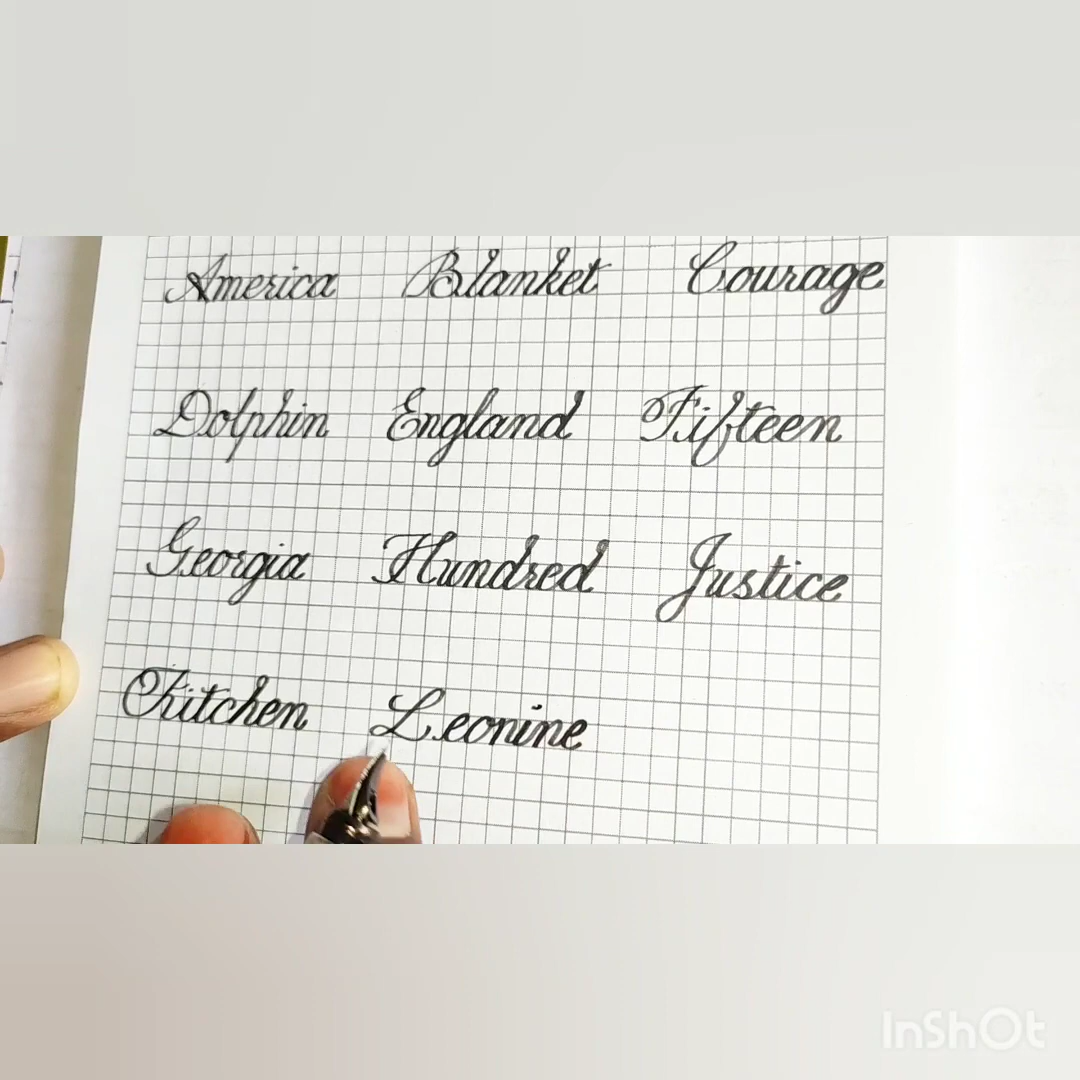 America Blanket Courage
Dolphin England Fifteen
Georgia Hundred Justice
Kitchen Leonine
InShOt